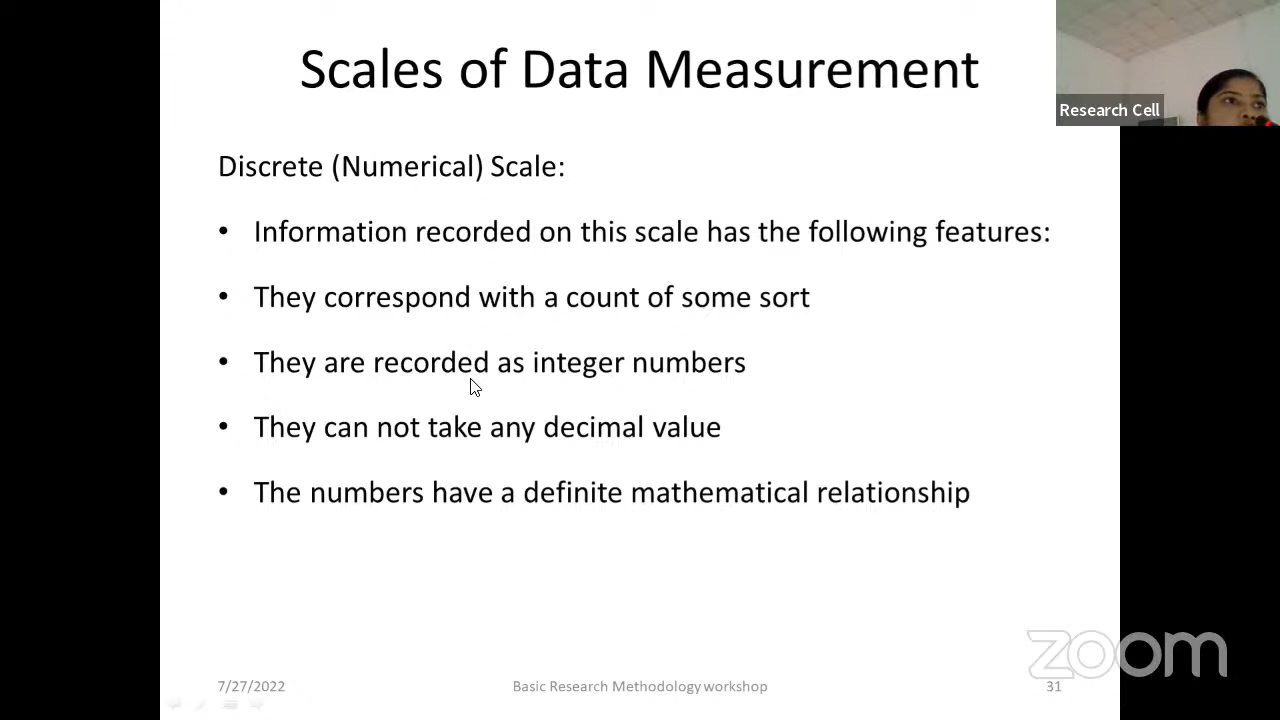 Scales of Data Measurement
Research Cell
Discrete (Numerical) Scale:
• Information recorded on this scale has the following features:
• They correspond with a count of some sort
• They are recorded as integer numbers
• They can not take any decimal value
• The numbers have a definite mathematical relationship
zoom
7/27/2022
Basic Research Methodology workshop
31